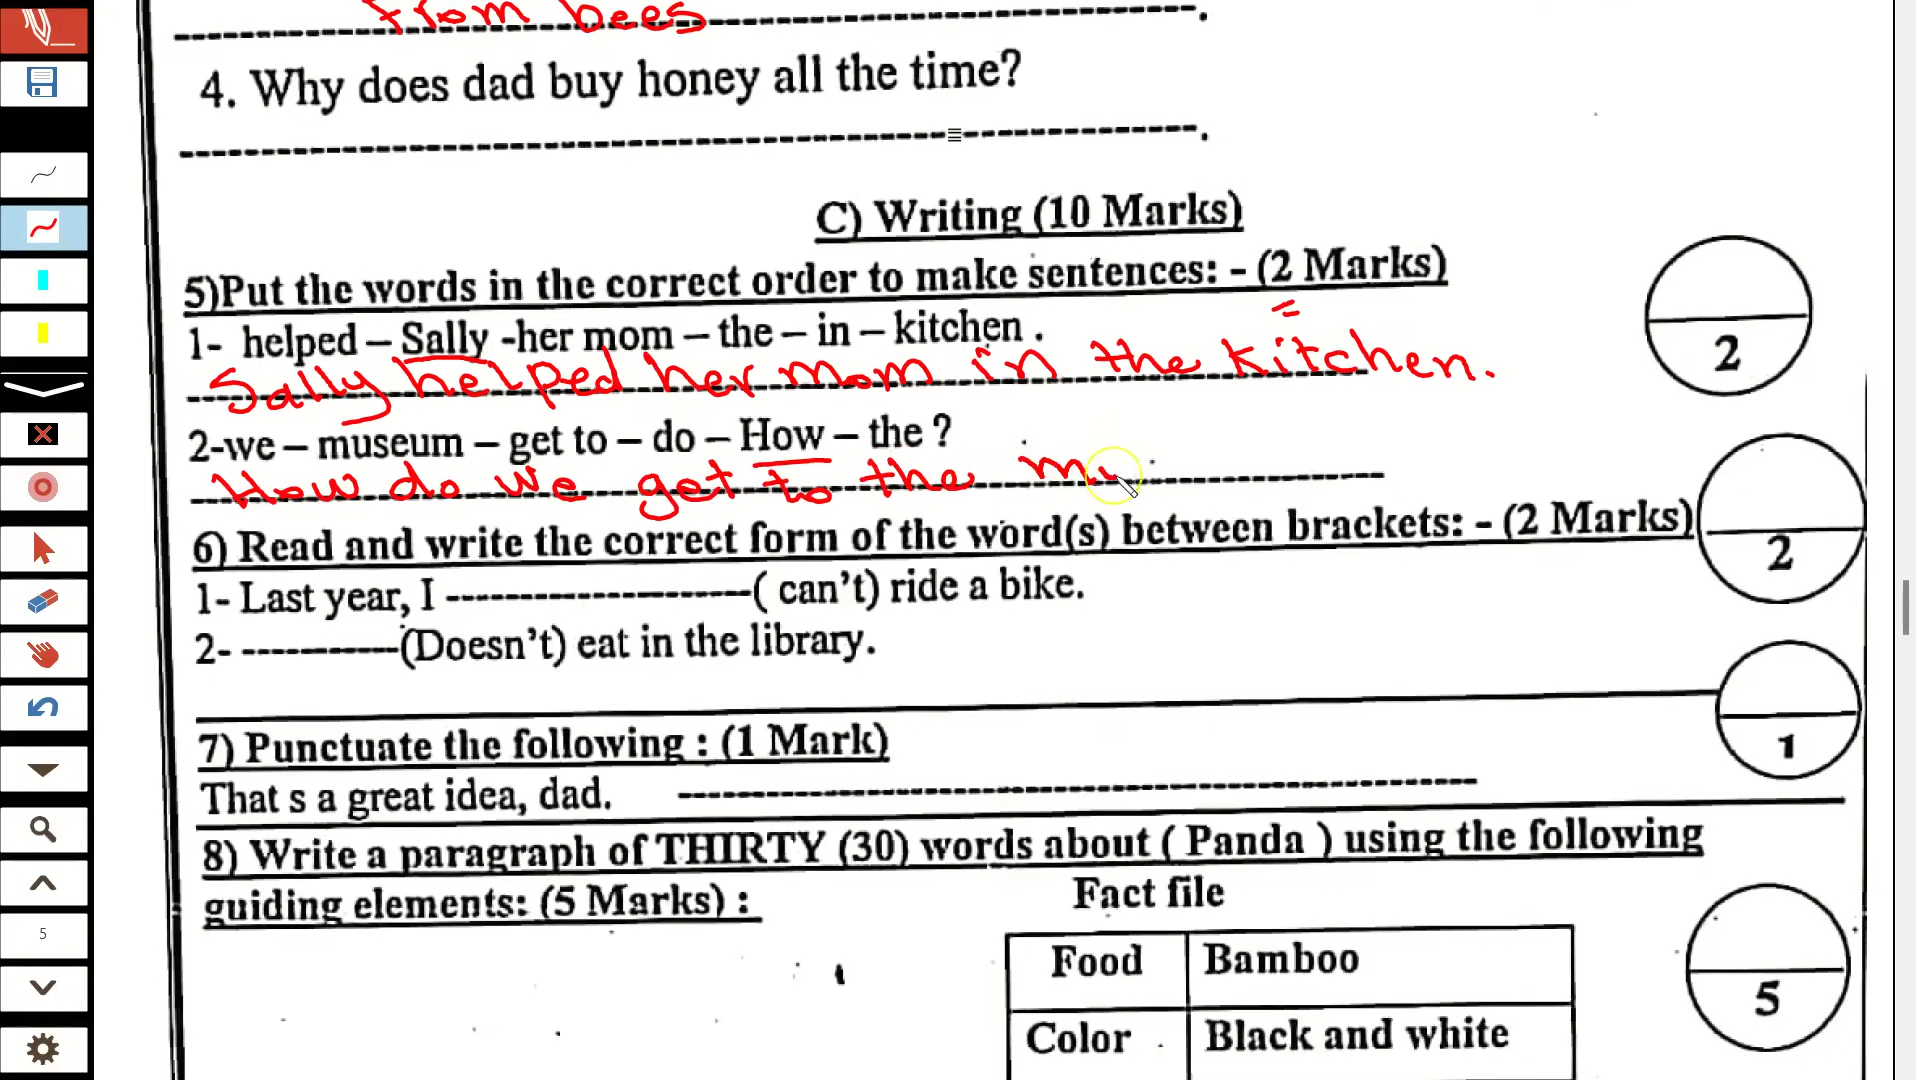 from bees
4. Why does dad buy honey all the time?
C) Writing (10 Marks)
5)Put the words in the correct order to make sentences: - (2 Marks)
1- helped – Sally -her mom – the – in – kitchen .
2
Sally helped her mom in the kitchen.
2-we – museum – get to – do – How – the ?
How do we get to the mu
6) Read and write the correct form of the word(s) between brackets: - (2 Marks)
2
1- Last year, I --------------------( can't) ride a bike.
2- -----------(Doesn't) eat in the library.
7) Punctuate the following : (1 Mark)
1
That s a great idea, dad. --------------------------------------------------
8) Write a paragraph of THIRTY (30) words about ( Panda ) using the following
guiding elements: (5 Marks) :
Fact file
Food Bamboo
5
Color Black and white
5